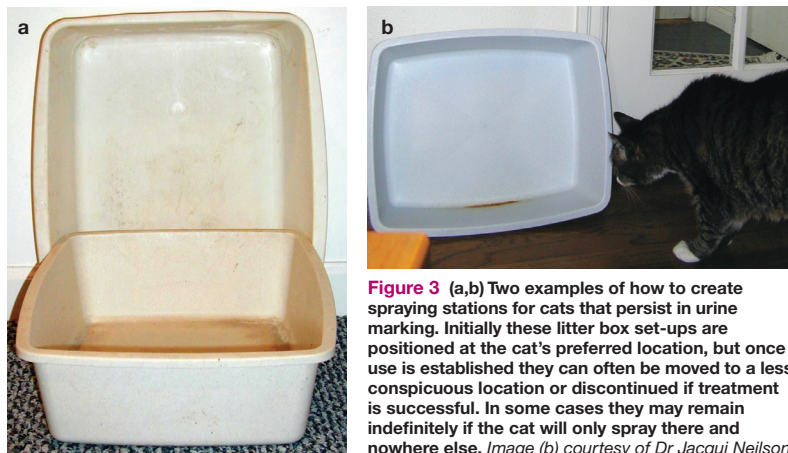 a
b
Figure 3 (a,b) Two examples of how to create
spraying stations for cats that persist in urine
marking. Initially these litter box set-ups are
positioned at the cat's preferred location, but once
use is established they can often be moved to a less
conspicuous location or discontinued if treatment
is successful. In some cases they may remain
indefinitely if the cat will only spray there and
nowhere else. Image (b) courtesy of Dr Jacqui Neilson